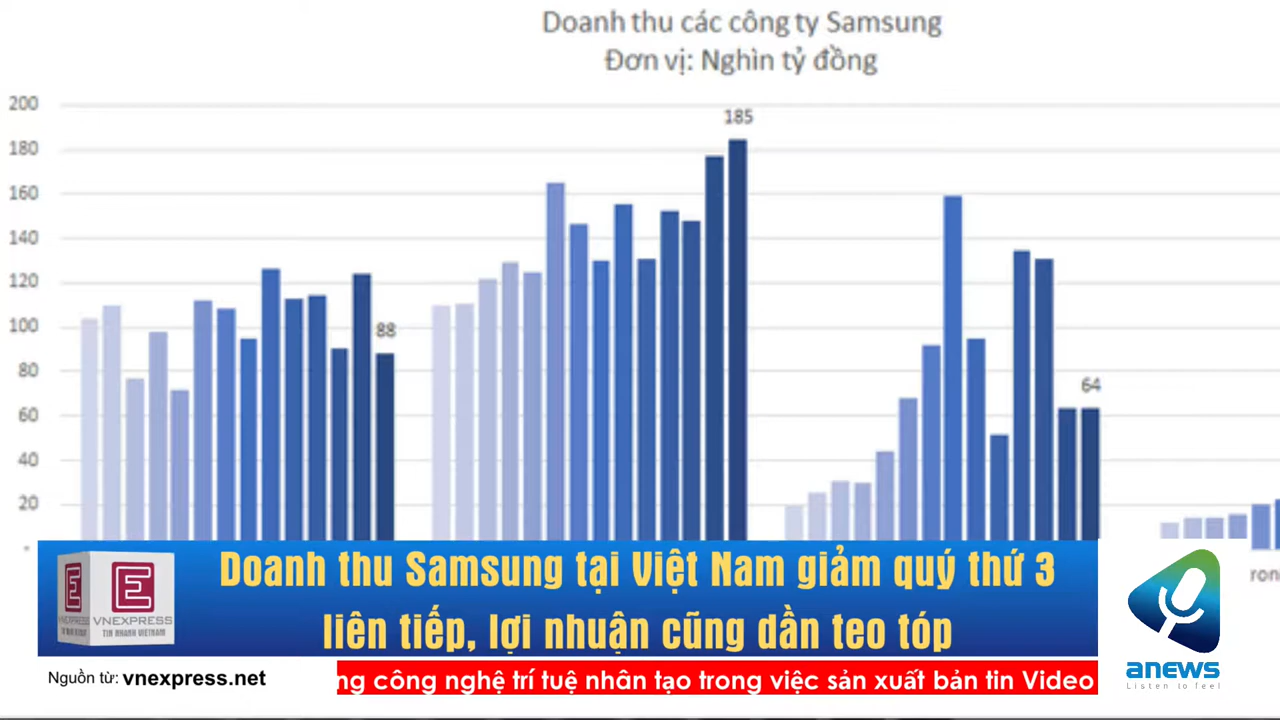 Doanh thu các công ty Samsung
Đơn vị: Nghìn tỷ đồng
200
185
180
160
140
120
100
88
80
64
60
40
20
-
ron
Doanh thu Samsung tại Việt Nam giảm quý thứ 3
liên tiếp, lợi nhuận cũng dần teo tóp
E
E
VNEXPRESS
VNEXPRESS
TIN NHANH VIETNAM
Nguồn từ: vnexpress.net
ng công nghệ trí tuệ nhân tạo trong việc sản xuất bản tin Video
anews
Listen to feel